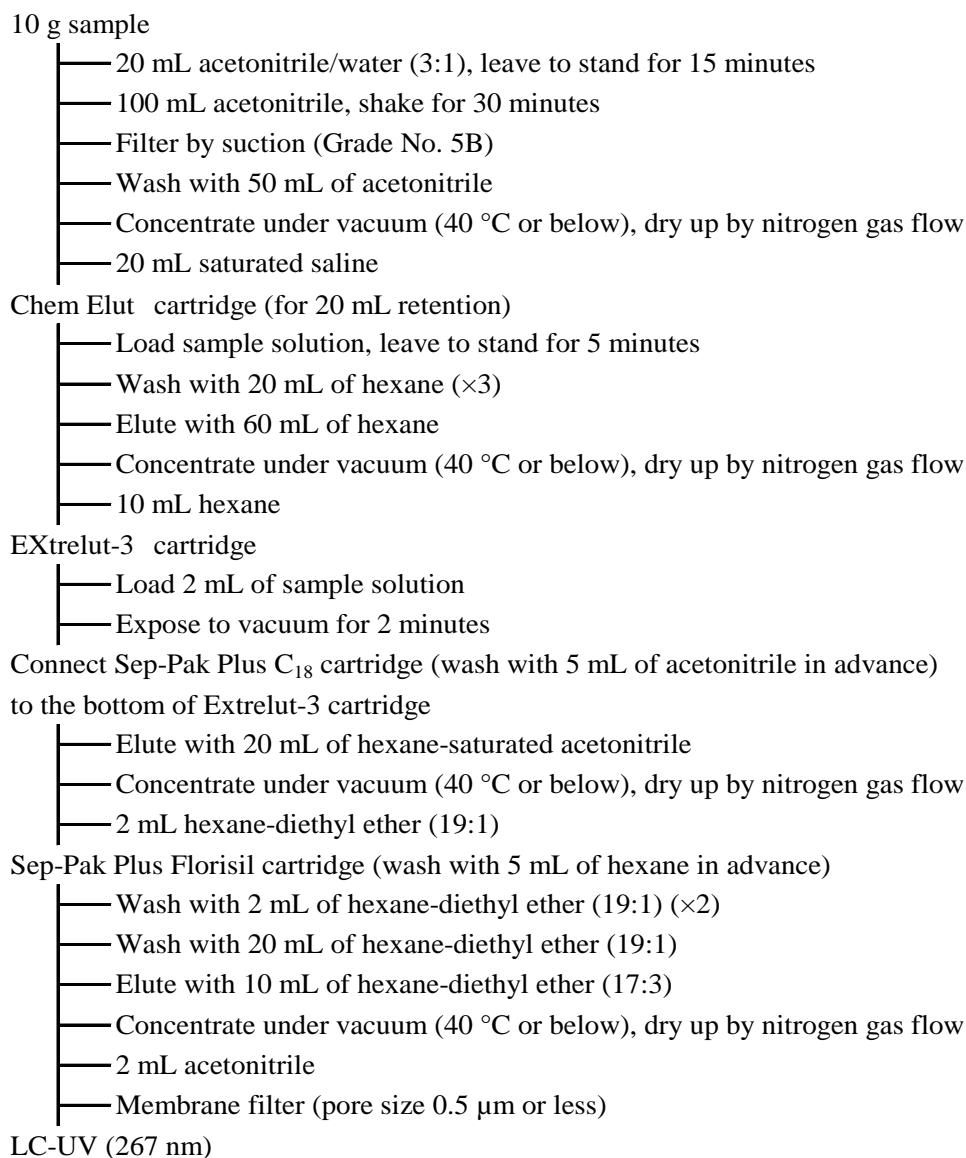 10 g sample
20 mL acetonitrile/water (3:1), leave to stand for 15 minutes
100 mL acetonitrile, shake for 30 minutes
Filter by suction (Grade No. 5B)
Wash with 50 mL of acetonitrile
Concentrate under vacuum (40 °C or below), dry up by nitrogen gas flow
20 mL saturated saline
Chem Elut cartridge (for 20 mL retention)
Load sample solution, leave to stand for 5 minutes
Wash with 20 mL of hexane (×3)
Elute with 60 mL of hexane
Concentrate under vacuum (40 °C or below), dry up by nitrogen gas flow
10 mL hexane
EXtrelut-3 cartridge
Load 2 mL of sample solution
Expose to vacuum for 2 minutes
Connect Sep-Pak Plus C₁₈ cartridge (wash with 5 mL of acetonitrile in advance)
to the bottom of Extrelut-3 cartridge
Elute with 20 mL of hexane-saturated acetonitrile
Concentrate under vacuum (40 °C or below), dry up by nitrogen gas flow
2 mL hexane-diethyl ether (19:1)
Sep-Pak Plus Florisil cartridge (wash with 5 mL of hexane in advance)
Wash with 2 mL of hexane-diethyl ether (19:1) (×2)
Wash with 20 mL of hexane-diethyl ether (19:1)
Elute with 10 mL of hexane-diethyl ether (17:3)
Concentrate under vacuum (40 °C or below), dry up by nitrogen gas flow
2 mL acetonitrile
Membrane filter (pore size 0.5 µm or less)
LC-UV (267 nm)